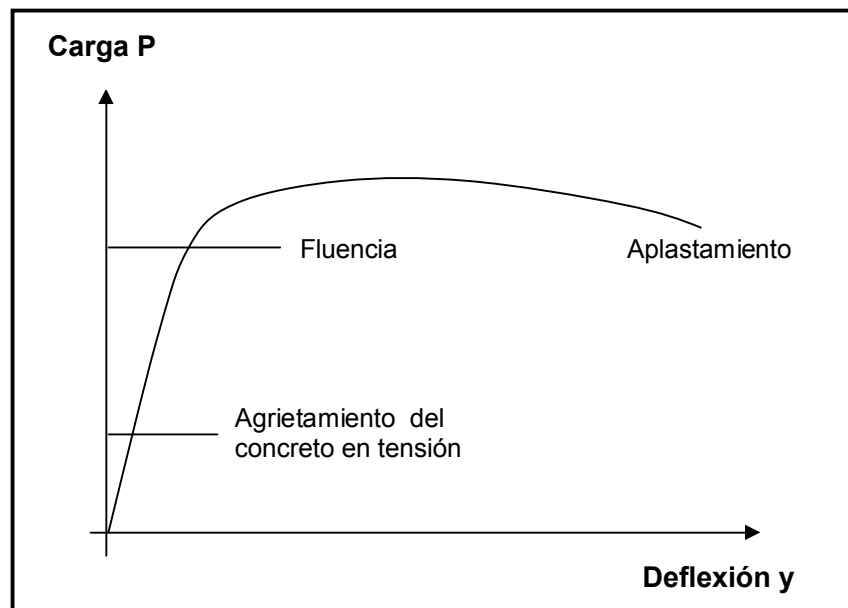 Carga P
Fluencia
Aplastamiento
Agrietamiento del
concreto en tensión
Deflexión y